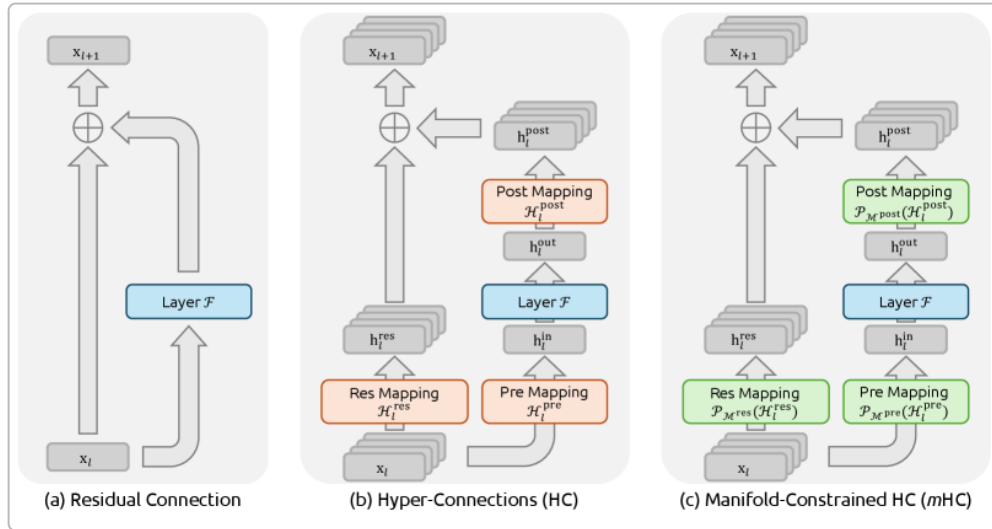 x_{l+1}
Layer ℱ
x_l
(a) Residual Connection
x_{l+1}
h_l^{post}
Post Mapping
ℋ_l^{post}
h_l^{out}
Layer ℱ
h_l^{res}
h_l^{in}
Res Mapping
ℋ_l^{res}
Pre Mapping
ℋ_l^{pre}
x_l
(b) Hyper-Connections (HC)
x_{l+1}
h_l^{post}
Post Mapping
𝒫_{ℳ^{post}}(ℋ_l^{post})
h_l^{out}
Layer ℱ
h_l^{res}
h_l^{in}
Res Mapping
𝒫_{ℳ^{res}}(ℋ_l^{res})
Pre Mapping
𝒫_{ℳ^{pre}}(ℋ_l^{pre})
x_l
(c) Manifold-Constrained HC (mHC)